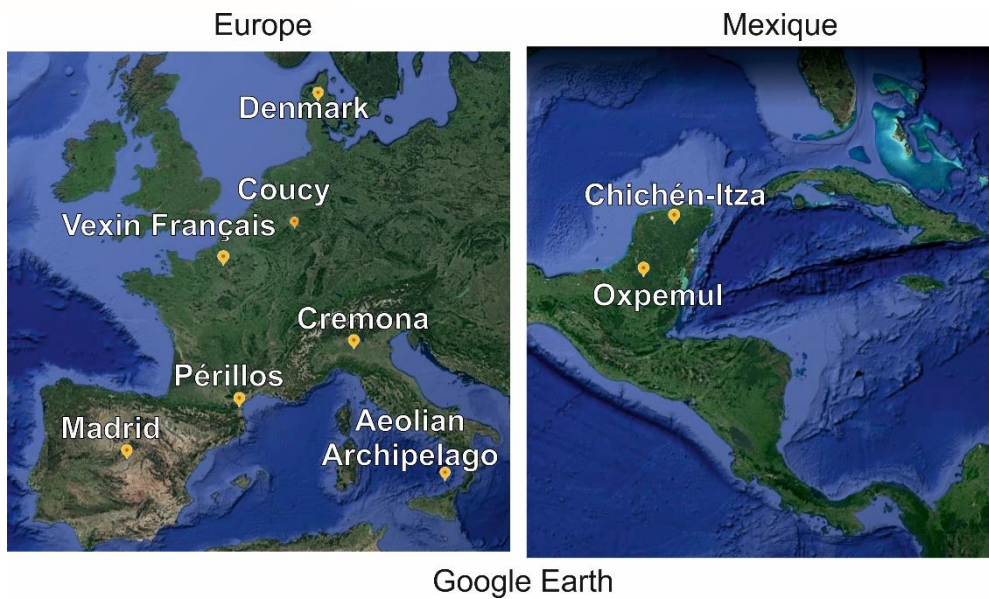 Europe
Mexique
Denmark
Coucy
Vexin Français
Cremona
Périllos
Madrid
Aeolian
Archipelago
Chichén-Itza
Oxpemul
Google Earth